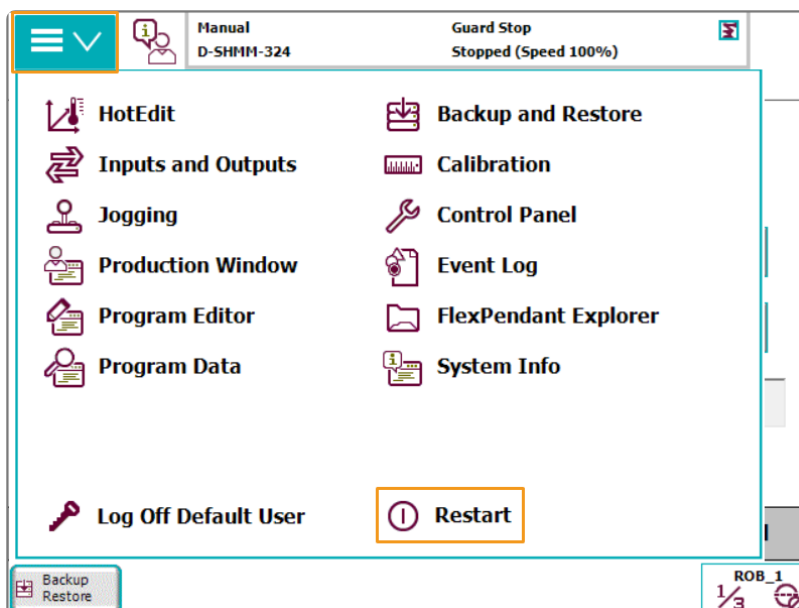 Manual
D-SHMM-324
Guard Stop
Stopped (Speed 100%)
HotEdit
Backup and Restore
Inputs and Outputs
Calibration
Jogging
Control Panel
Production Window
Event Log
Program Editor
FlexPendant Explorer
Program Data
System Info
Log Off Default User
Restart
Backup
Restore
ROB_1
1/3